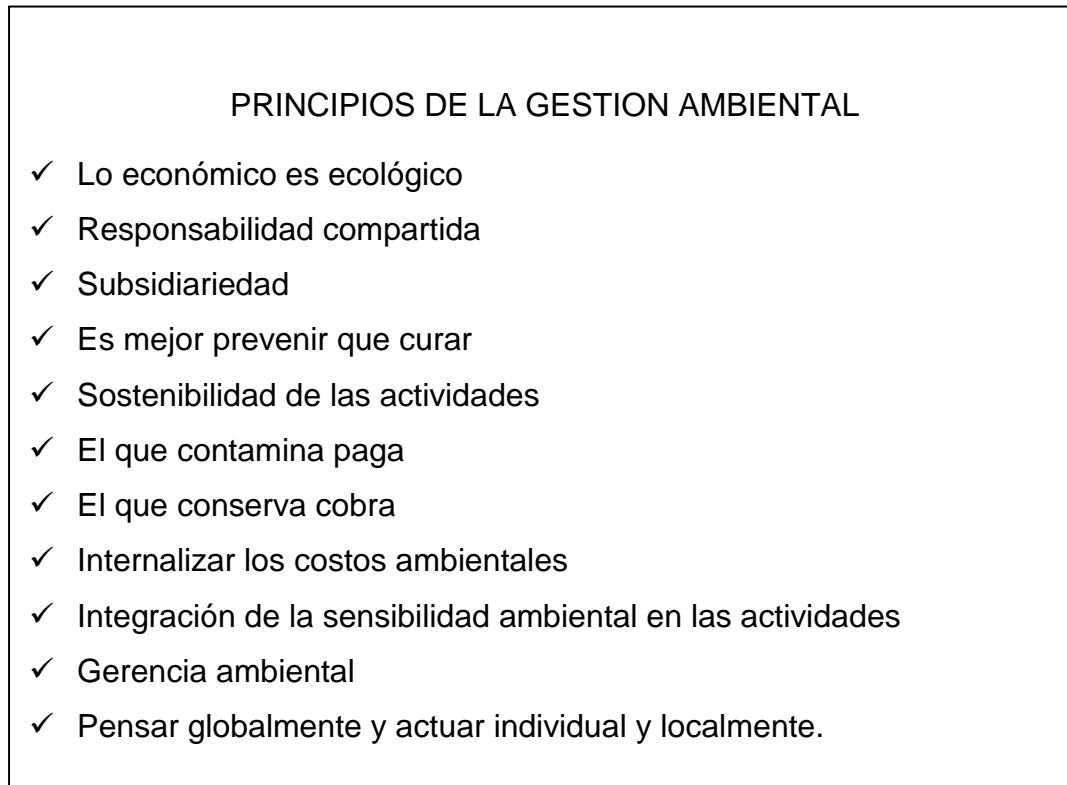 PRINCIPIOS DE LA GESTION AMBIENTAL
✓ Lo económico es ecológico
✓ Responsabilidad compartida
✓ Subsidiariedad
✓ Es mejor prevenir que curar
✓ Sostenibilidad de las actividades
✓ El que contamina paga
✓ El que conserva cobra
✓ Internalizar los costos ambientales
✓ Integración de la sensibilidad ambiental en las actividades
✓ Gerencia ambiental
✓ Pensar globalmente y actuar individual y localmente.